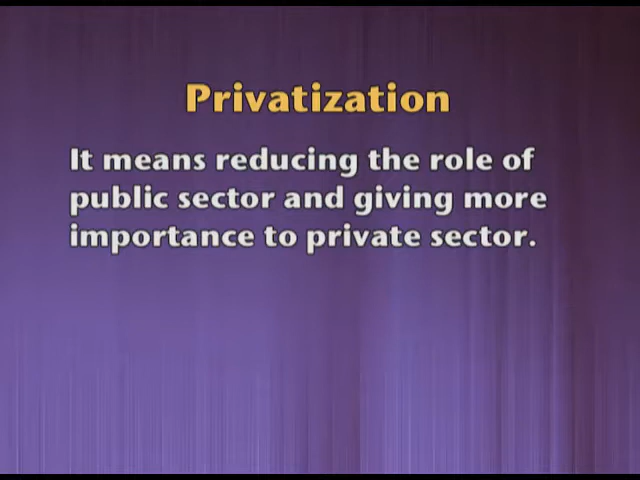 Privatization
It means reducing the role of
public sector and giving more
importance to private sector.